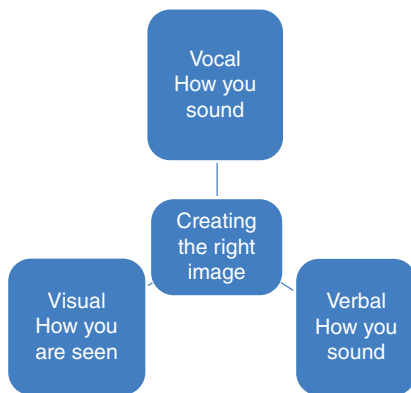 Vocal
How you
sound
Creating
the right
image
Visual
How you
are seen
Verbal
How you
sound